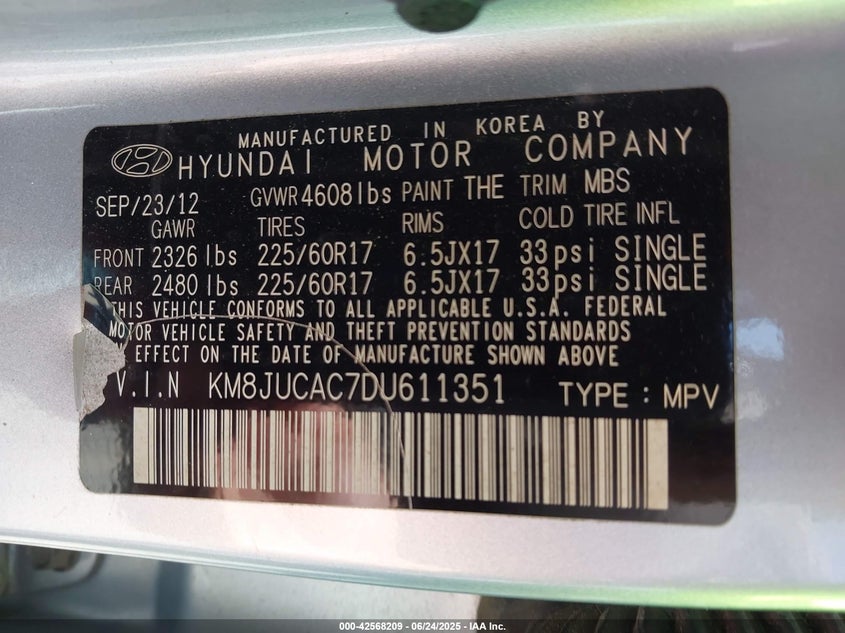 MANUFACTURED IN KOREA BY
HYUNDAI MOTOR COMPANY
SEP/23/12 GVWR 4608 lbs PAINT THE TRIM MBS
GAWR TIRES RIMS COLD TIRE INFL
FRONT 2326 lbs 225/60R17 6.5JX17 33psi SINGLE
REAR 2480 lbs 225/60R17 6.5JX17 33psi SINGLE
THIS VEHICLE CONFORMS TO ALL APPLICABLE U.S.A. FEDERAL
MOTOR VEHICLE SAFETY AND THEFT PREVENTION STANDARDS
EFFECT ON THE DATE OF MANUFACTURE SHOWN ABOVE
V.I.N KM8JUCAC7DU611351 TYPE : MPV
000-42568209 - 06/24/2025 - IAA Inc.